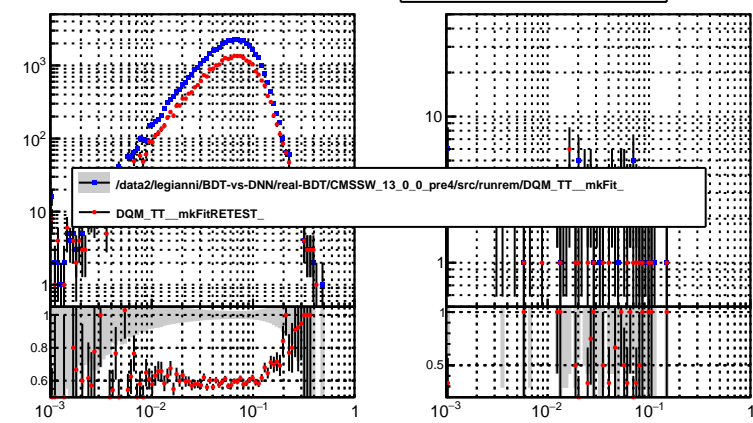 10³
10²
10
1
10
1
/data2/legianni/BDT-vs-DNN/real-BDT/CMSSW_13_0_0_pre4/src/runrem/DQM_TT__mkFit_
DQM_TT__mkFitRETEST_
1
0.8
0.6
1
0.5
10⁻³ 10⁻² 10⁻¹ 1
10⁻³ 10⁻² 10⁻¹ 1